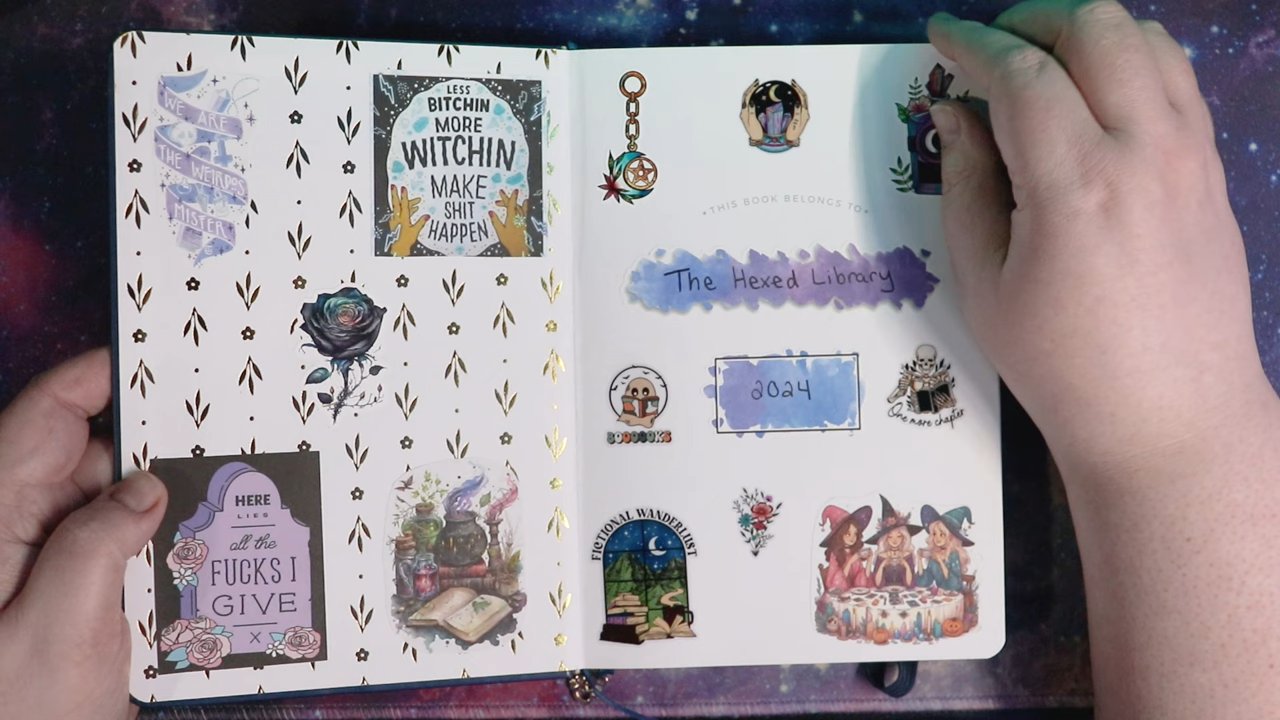 WE ARE
THE WEIRDOS
MISTER
LESS
BITCHIN
MORE
WITCHIN
MAKE
SHIT
HAPPEN
HERE
LIES
all the
FUCKS I
GIVE
X
THIS BOOK BELONGS TO
The Hexed Library
2024
BOOOOOKS
One more chapter
FICTIONAL WANDERLUST